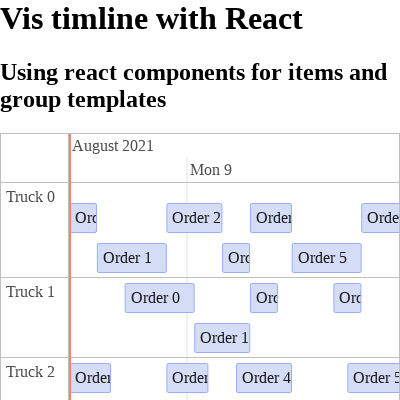 Vis timline with React
Using react components for items and
group templates
August 2021
Mon 9
Truck 0
Ord
Order 2
Order
Orde
Order 1
Ord
Order 5
Truck 1
Order 0
Ord
Ord
Order 1
Truck 2
Order
Order
Order 4
Order 5